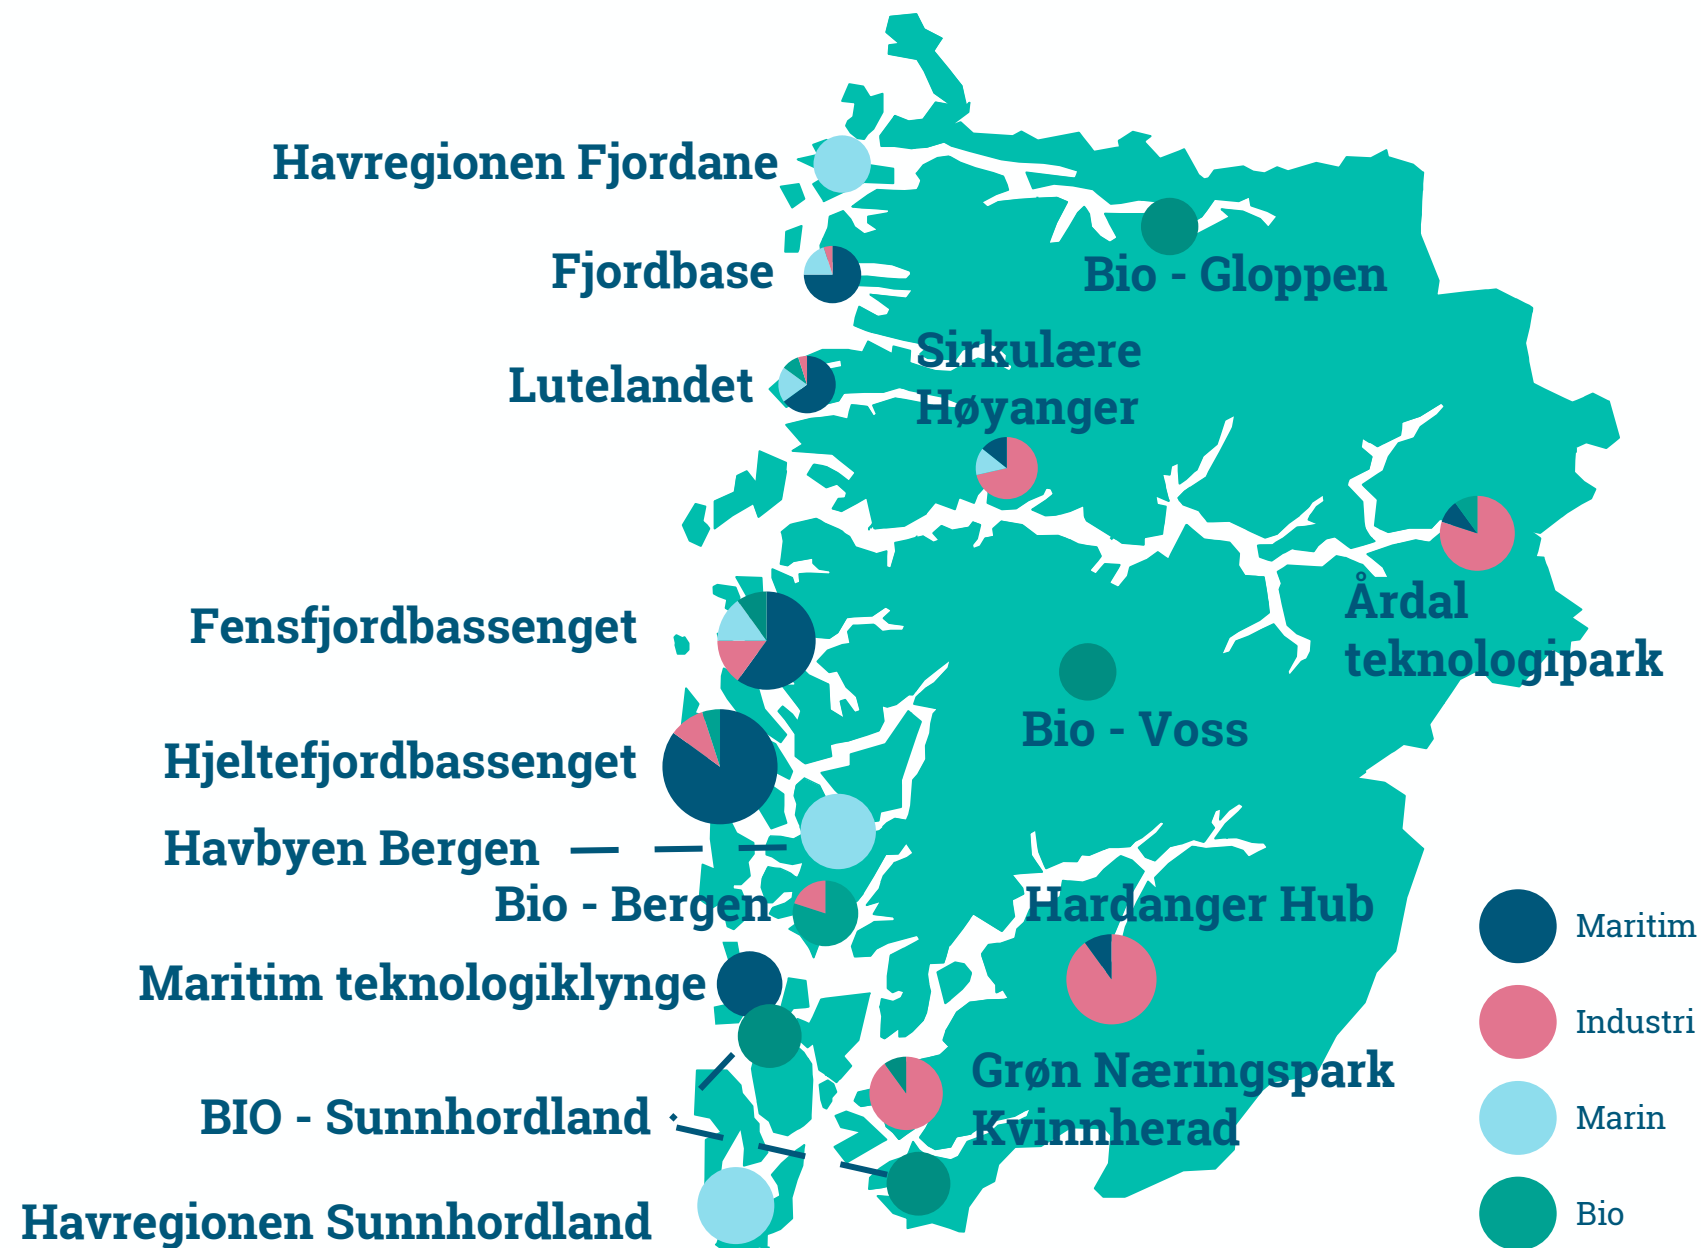 Havregionen Fjordane
Fjordbase
Bio - Gloppen
Sirkulære
Høyanger
Lutelandet
Årdal
teknologipark
Fensfjordbassenget
Bio - Voss
Hjeltefjordbassenget
Havbyen Bergen
Bio - Bergen
Hardanger Hub
Maritim
Maritim teknologiklynge
Industri
Grøn Næringspark
Kvinnherad
BIO - Sunnhordland
Marin
Havregionen Sunnhordland
Bio